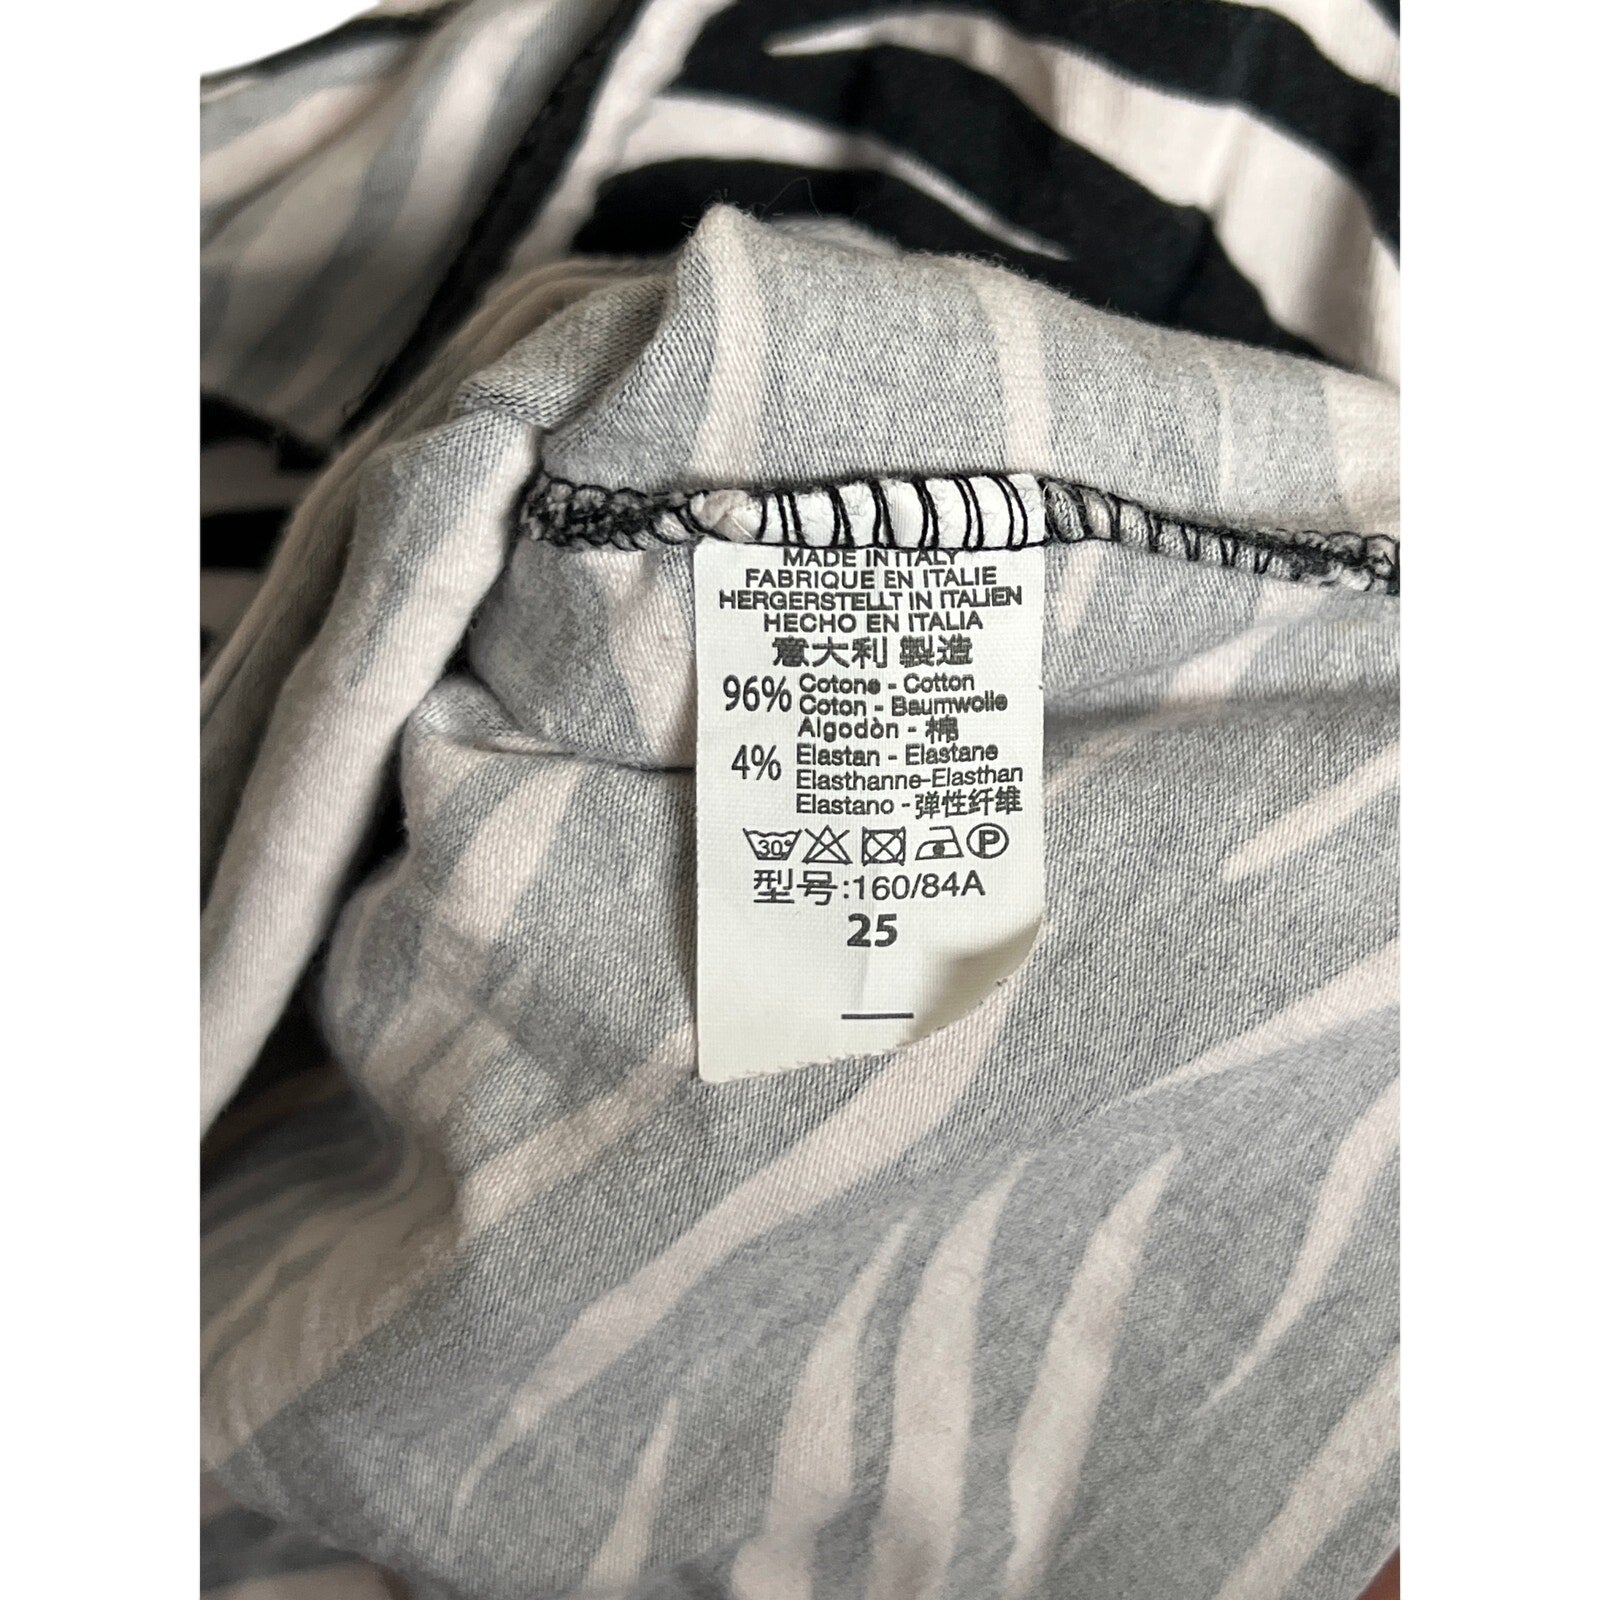 MADE IN ITALY
FABRIQUE EN ITALIE
HERGERSTELLT IN ITALIEN
HECHO EN ITALIA
意大利 製造
96% Cotone - Cotton
Coton - Baumwolle
Algodòn - 棉
4% Elastan - Elastane
Elasthanne-Elasthan
Elastano - 弹性纤维
30° P
型号:160/84A
25